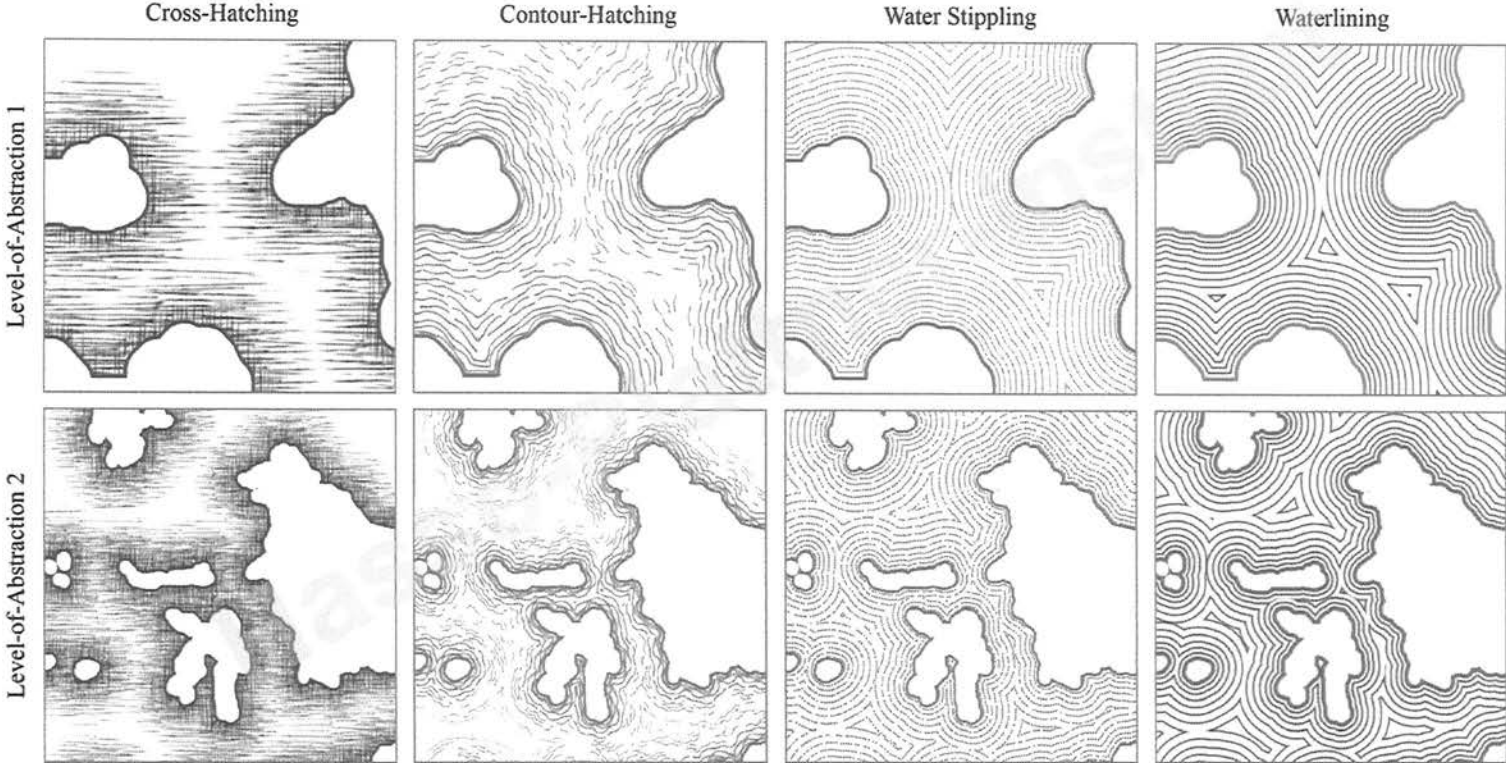 Cross-Hatching
Contour-Hatching
Water Stippling
Waterlining
Level-of-Abstraction 1
Level-of-Abstraction 2